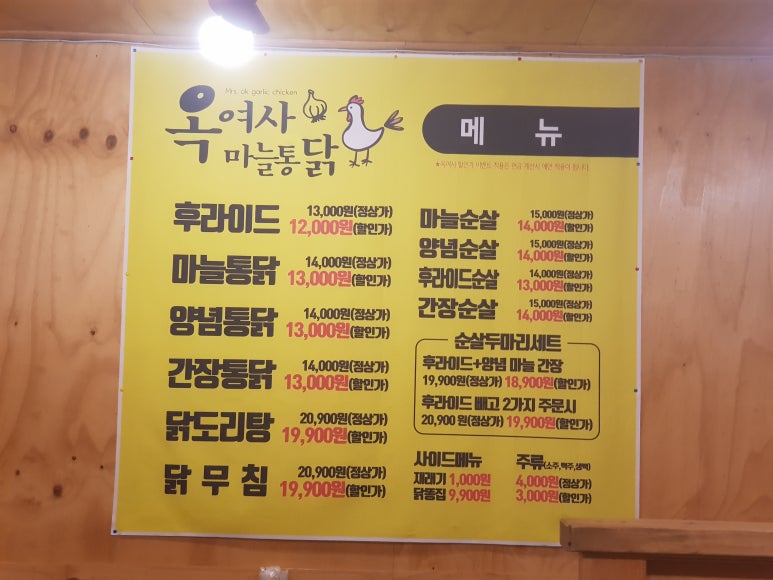 Mrs. ok garlic chicken
옥여사
마늘통닭
메 뉴
후라이드 13,000원(정상가)
12,000원(할인가)
마늘통닭 14,000원(정상가)
13,000원(할인가)
양념통닭 14,000원(정상가)
13,000원(할인가)
간장통닭 14,000원(정상가)
13,000원(할인가)
닭도리탕 20,900원(정상가)
19,900원(할인가)
닭 무 침 20,900원(정상가)
19,900원(할인가)
마늘순살 15,000원(정상가)
14,000원(할인가)
양념순살 15,000원(정상가)
14,000원(할인가)
후라이드순살 14,000원(정상가)
13,000원(할인가)
간장순살 15,000원(정상가)
14,000원(할인가)
순살두마리세트
후라이드+양념 마늘 간장
19,900원(정상가) 18,900원(할인가)
후라이드 빼고 2가지 주문시
20,900 원(정상가) 19,900원(할인가)
사이드메뉴
재래기 1,000원
닭똥집 9,900원
주류(소주,맥주,생맥)
4,000원(정상가)
3,000원(할인가)